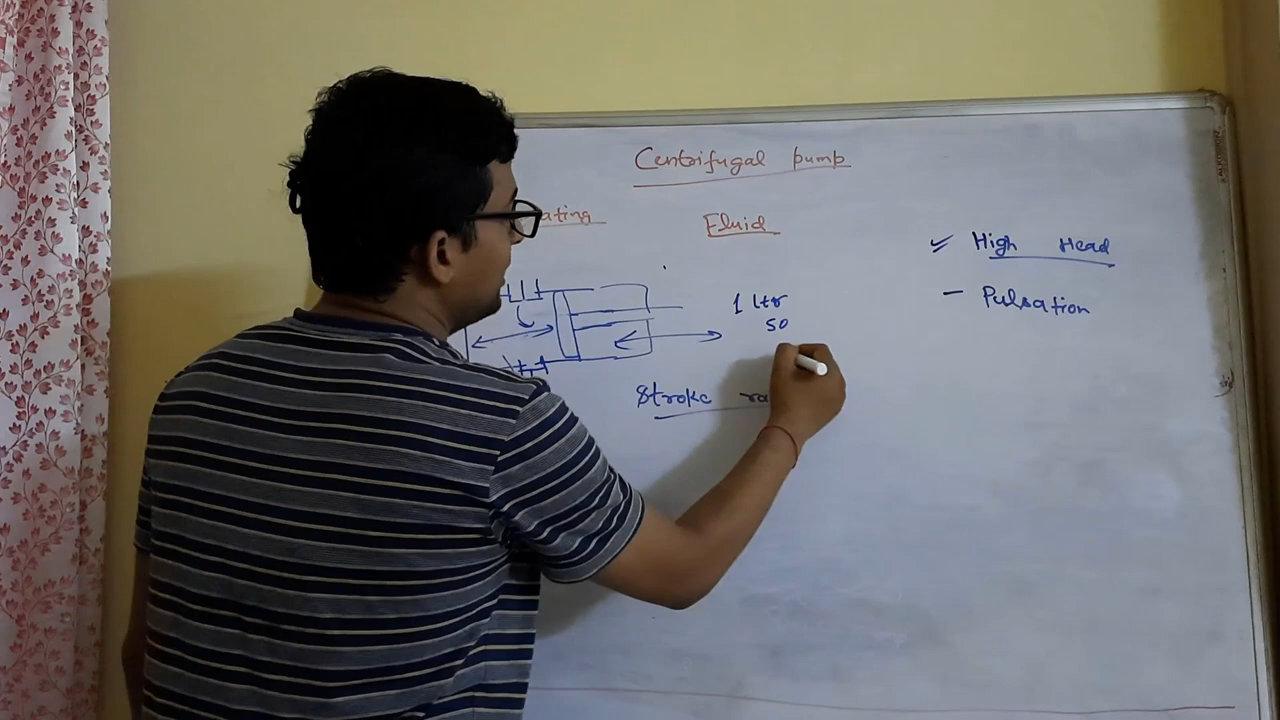 Centrifugal pump
ating Fluid
High Head
Pulsation
1 ltr
50
Stroke ra